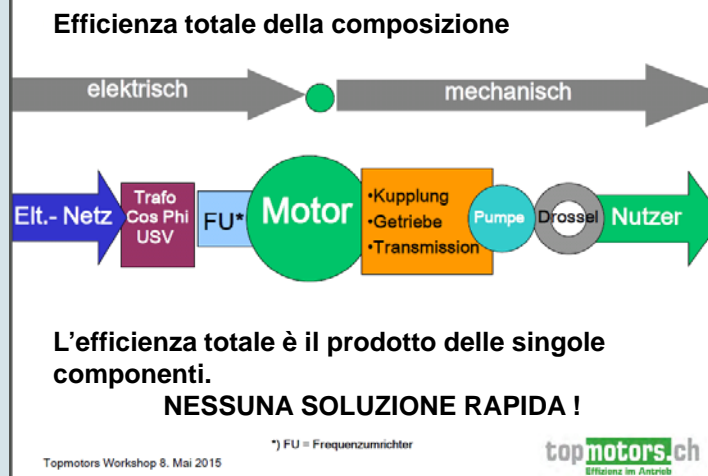 Efficienza totale della composizione
elektrisch
mechanisch
Elt.- Netz
Trafo
Cos Phi
USV
FU*
Motor
•Kupplung
•Getriebe
•Transmission
Pumpe
Drossel
Nutzer
L'efficienza totale è il prodotto delle singole
componenti.
NESSUNA SOLUZIONE RAPIDA !
*) FU = Frequenzumrichter
Topmotors Workshop 8. Mai 2015
topmotors.ch
Effizienz im Antrieb